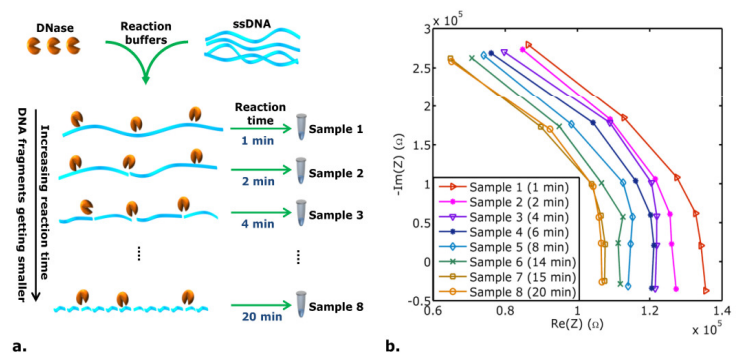 DNase
Reaction
buffers
ssDNA
Increasing reaction time
DNA fragments getting smaller
Reaction
time
1 min
Sample 1
2 min
Sample 2
4 min
Sample 3
20 min
Sample 8
a.
x 10^5
-Im(Z) (Ω)
3
2.5
2
1.5
1
0.5
0
-0.5
Sample 1 (1 min)
Sample 2 (2 min)
Sample 3 (4 min)
Sample 4 (6 min)
Sample 5 (8 min)
Sample 6 (14 min)
Sample 7 (15 min)
Sample 8 (20 min)
0.6 0.8 1 1.2 1.4
Re(Z) (Ω)
x 10^5
b.